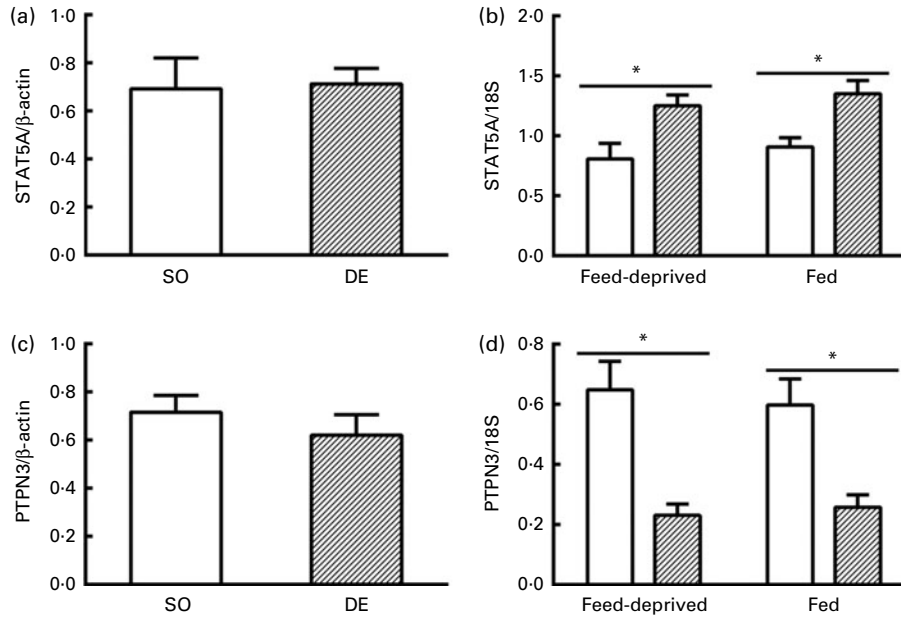 (a)
STAT5A/β-actin
1·0
0·8
0·6
0·4
0·2
0·0
SO DE
(b)
STAT5A/18S
2·0
1·5
1·0
0·5
0·0
* *
Feed-deprived Fed
(c)
PTPN3/β-actin
1·0
0·8
0·6
0·4
0·2
0·0
SO DE
(d)
PTPN3/18S
0·8
0·6
0·4
0·2
0·0
* *
Feed-deprived Fed